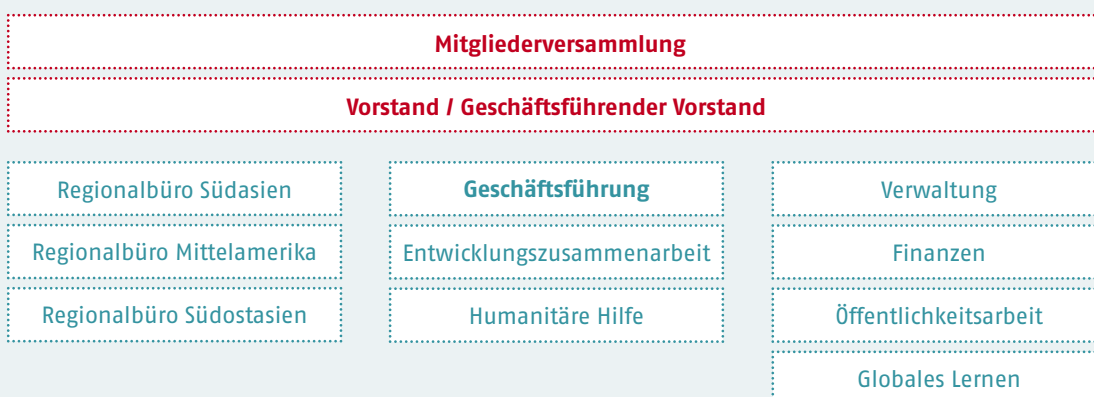 Mitgliederversammlung
Vorstand / Geschäftsführender Vorstand
Regionalbüro Südasien
Regionalbüro Mittelamerika
Regionalbüro Südostasien
Geschäftsführung
Entwicklungszusammenarbeit
Humanitäre Hilfe
Verwaltung
Finanzen
Öffentlichkeitsarbeit
Globales Lernen